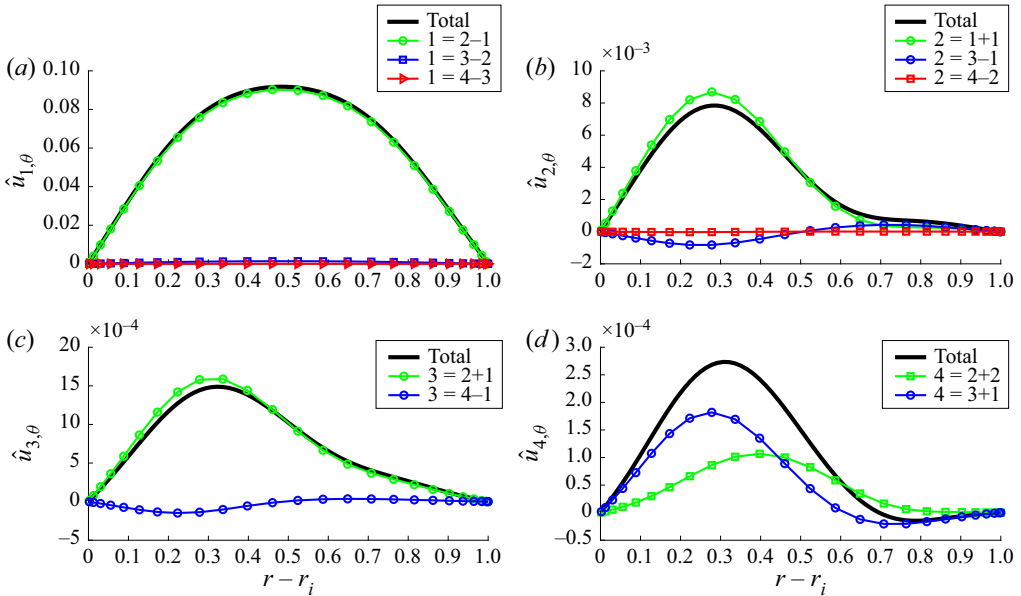 (a)
Total
1 = 2–1
1 = 3–2
1 = 4–3
û1,θ
0.10
0.08
0.06
0.04
0.02
0
0 0.1 0.2 0.3 0.4 0.5 0.6 0.7 0.8 0.9 1.0
(b)
×10−3
Total
2 = 1+1
2 = 3–1
2 = 4–2
û2,θ
8
6
4
2
0
−2
0 0.1 0.2 0.3 0.4 0.5 0.6 0.7 0.8 0.9 1.0
(c)
×10−4
Total
3 = 2+1
3 = 4–1
û3,θ
20
15
10
5
0
−5
0 0.1 0.2 0.3 0.4 0.5 0.6 0.7 0.8 0.9 1.0
r – ri
(d)
×10−4
Total
4 = 2+2
4 = 3+1
û4,θ
3.0
2.5
2.0
1.5
1.0
0.5
0
−0.5
0 0.1 0.2 0.3 0.4 0.5 0.6 0.7 0.8 0.9 1.0
r – ri